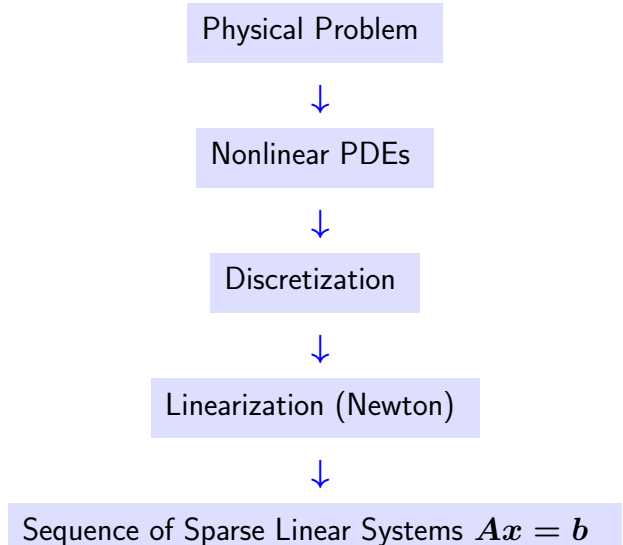 Physical Problem
↓
Nonlinear PDEs
↓
Discretization
↓
Linearization (Newton)
↓
Sequence of Sparse Linear Systems Ax = b